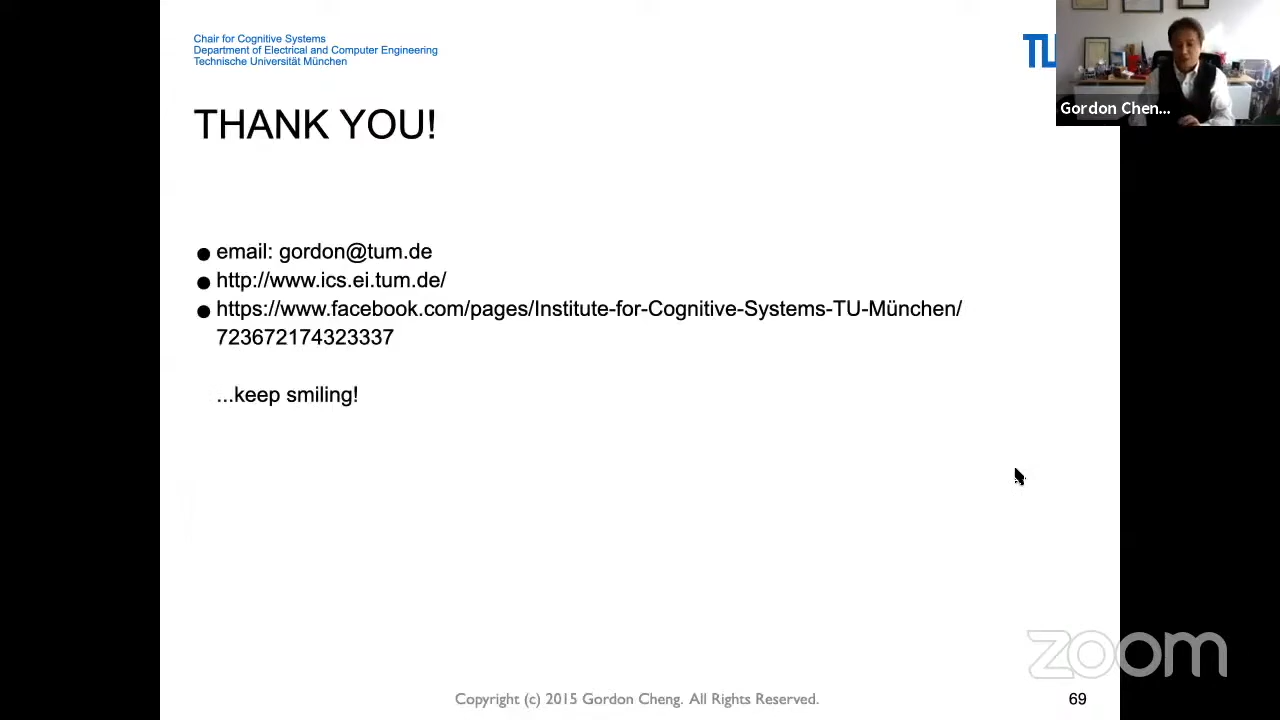 Chair for Cognitive Systems
Department of Electrical and Computer Engineering
Technische Universität München
TU
Gordon Chen...
THANK YOU!
● email: gordon@tum.de
● http://www.ics.ei.tum.de/
● https://www.facebook.com/pages/Institute-for-Cognitive-Systems-TU-München/
723672174323337
...keep smiling!
zoom
Copyright (c) 2015 Gordon Cheng. All Rights Reserved.
69